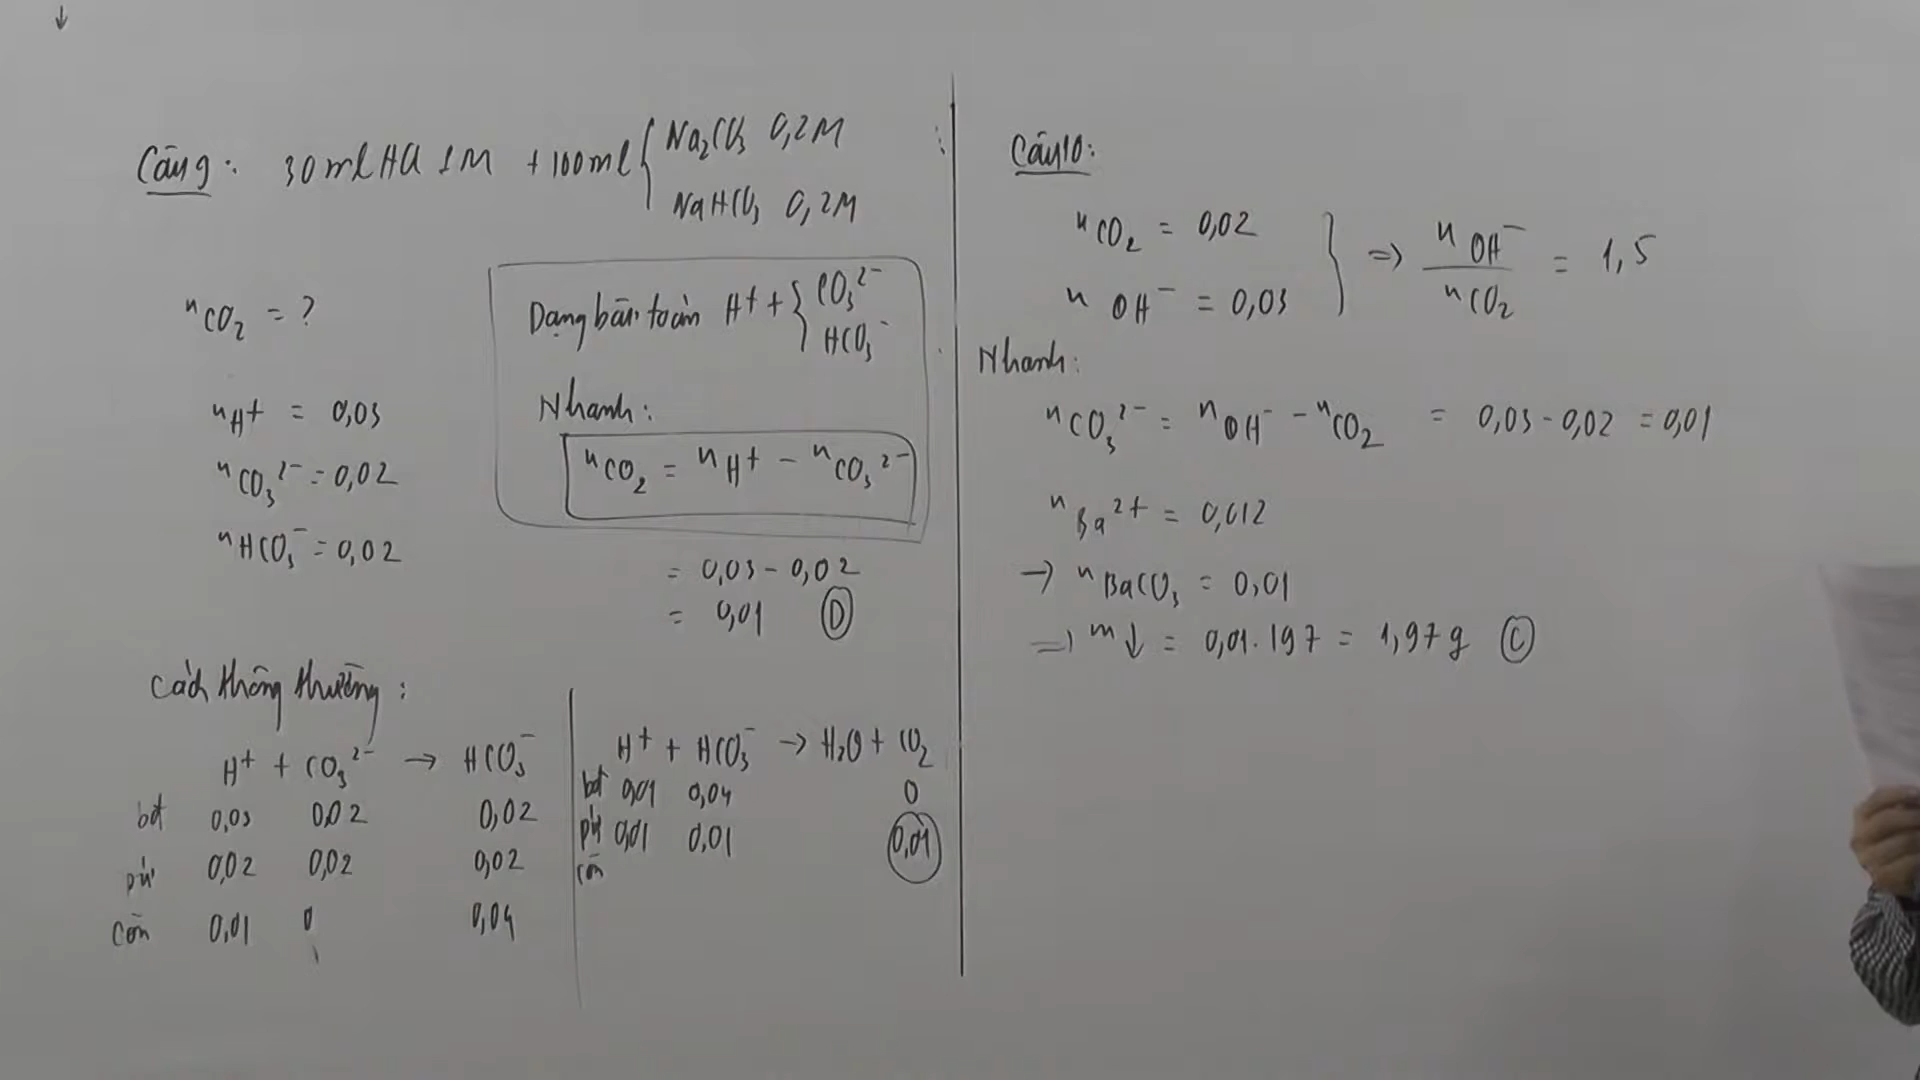 Câu 9: 30ml HCl 1M + 100ml { Na2CO3 0,2M
NaHCO3 0,2M
nCO2 = ?
nH+ = 0,03
nCO3 2- = 0,02
nHCO3 - = 0,02
Dạng bài toán H+ + { CO3 2-
HCO3 -
Nhanh:
nCO2 = nH+ - nCO3 2-
= 0,03 - 0,02
= 0,01 D
Cách thông thường:
H+ + CO3 2- → HCO3 -
bđ 0,03 0,02 0,02
pứ 0,02 0,02 0,02
còn 0,01 0 0,04
H+ + HCO3 - → H2O + CO2
bđ 0,01 0,04 0
pứ 0,01 0,01 0,01
còn
Câu 10:
nCO2 = 0,02
nOH- = 0,03
} => nOH- / nCO2 = 1,5
Nhanh:
nCO3 2- = nOH- - nCO2 = 0,03 - 0,02 = 0,01
nBa2+ = 0,012
→ nBaCO3 = 0,01
=> m↓ = 0,01.197 = 1,97g C